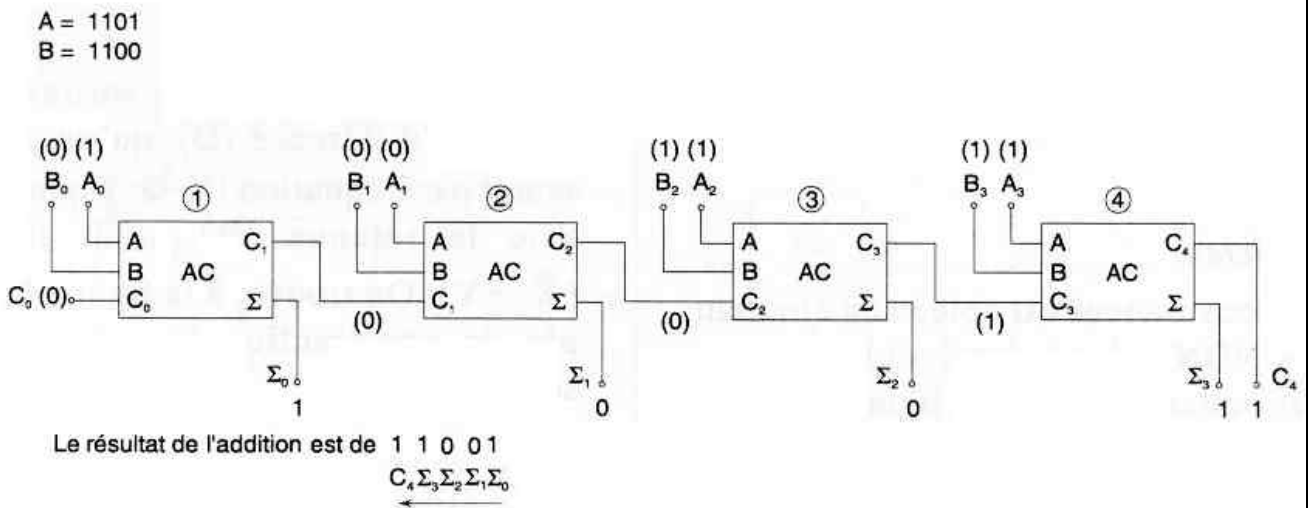 A = 1101
B = 1100
(0) (1) (0) (0) (1) (1) (1) (1)
B₀ A₀ ① B₁ A₁ ② B₂ A₂ ③ B₃ A₃ ④
A C₁ A C₂ A C₃ A C₄
B AC B AC B AC B AC
C₀ (0) C₀ Σ C₁ Σ C₂ Σ C₃ Σ
(0) (0) (1)
Σ₀ Σ₁ Σ₂ Σ₃ C₄
1 0 0 1 1
Le résultat de l'addition est de 1 1 0 0 1
C₄Σ₃Σ₂Σ₁Σ₀